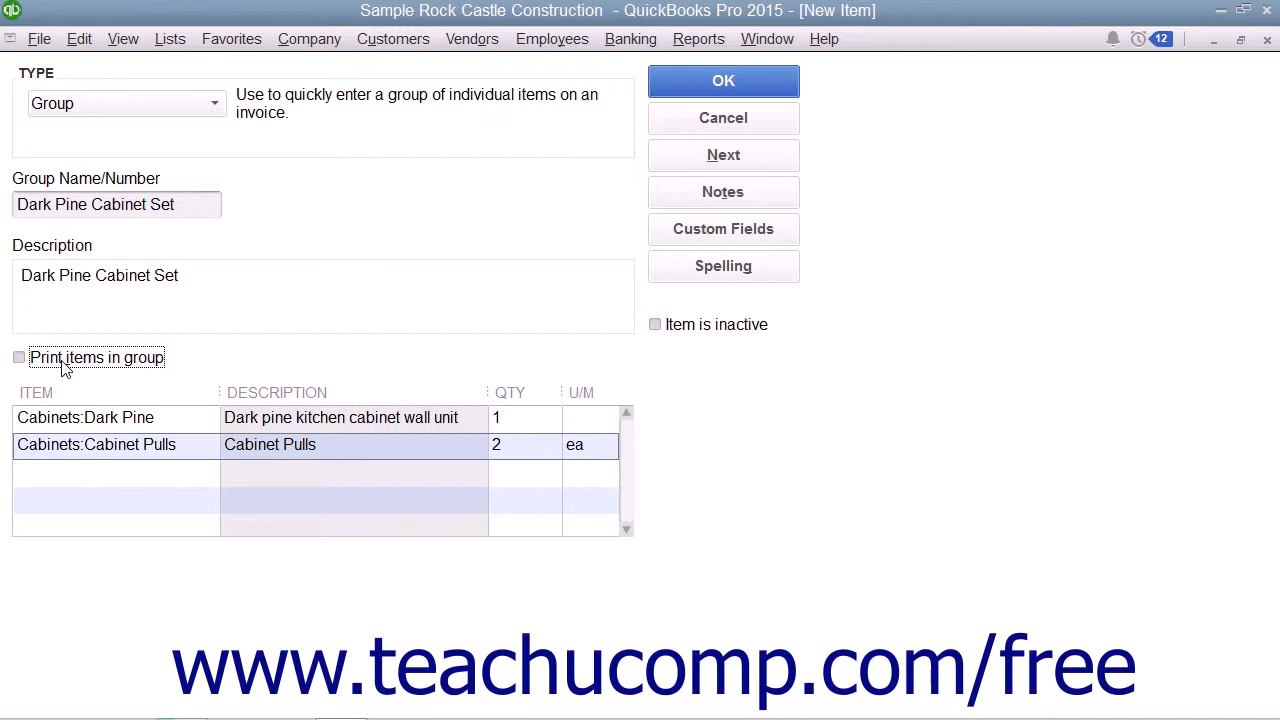 qb
Sample Rock Castle Construction - QuickBooks Pro 2015 - [New Item]
File Edit View Lists Favorites Company Customers Vendors Employees Banking Reports Window Help 12
TYPE
Group
Use to quickly enter a group of individual items on an
invoice.
Group Name/Number
Dark Pine Cabinet Set
Description
Dark Pine Cabinet Set
Print items in group
ITEM DESCRIPTION QTY U/M
Cabinets:Dark Pine Dark pine kitchen cabinet wall unit 1
Cabinets:Cabinet Pulls Cabinet Pulls 2 ea
OK
Cancel
Next
Notes
Custom Fields
Spelling
Item is inactive
www.teachucomp.com/free